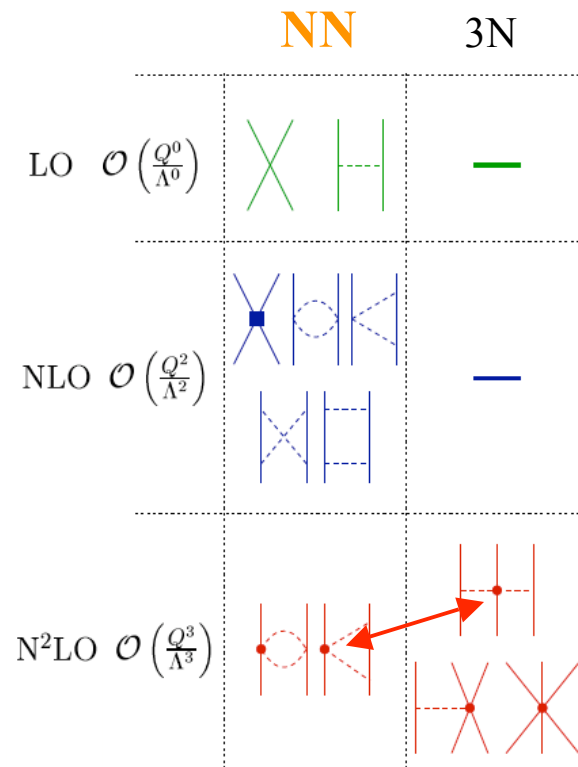 NN 3N
LO 𝒪(Q⁰/Λ⁰)
NLO 𝒪(Q²/Λ²)
N²LO 𝒪(Q³/Λ³)